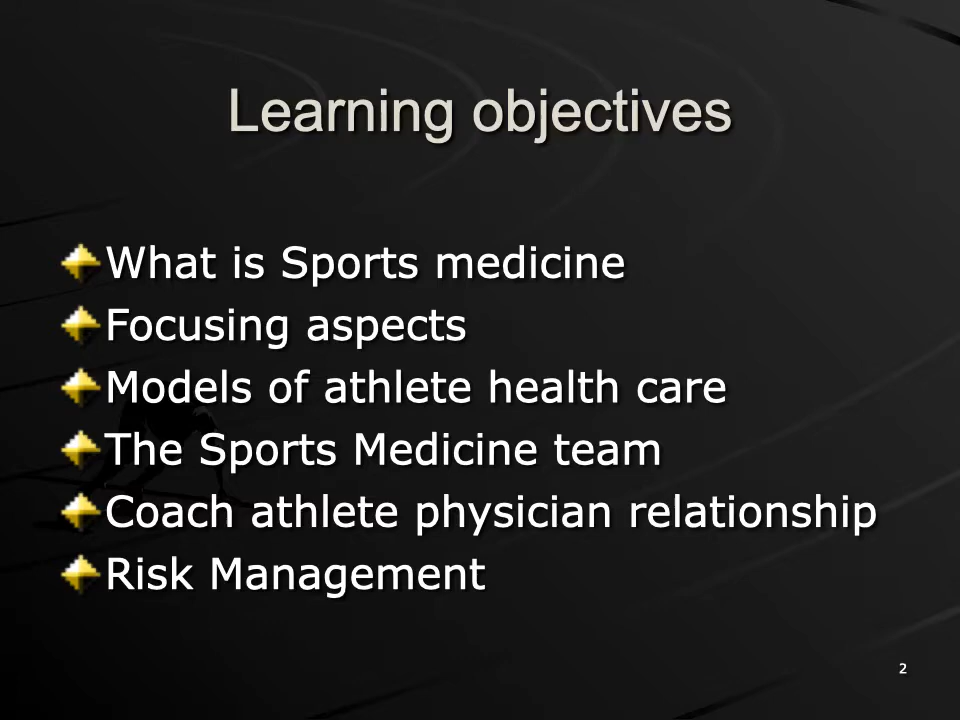 Learning objectives
What is Sports medicine
Focusing aspects
Models of athlete health care
The Sports Medicine team
Coach athlete physician relationship
Risk Management
2